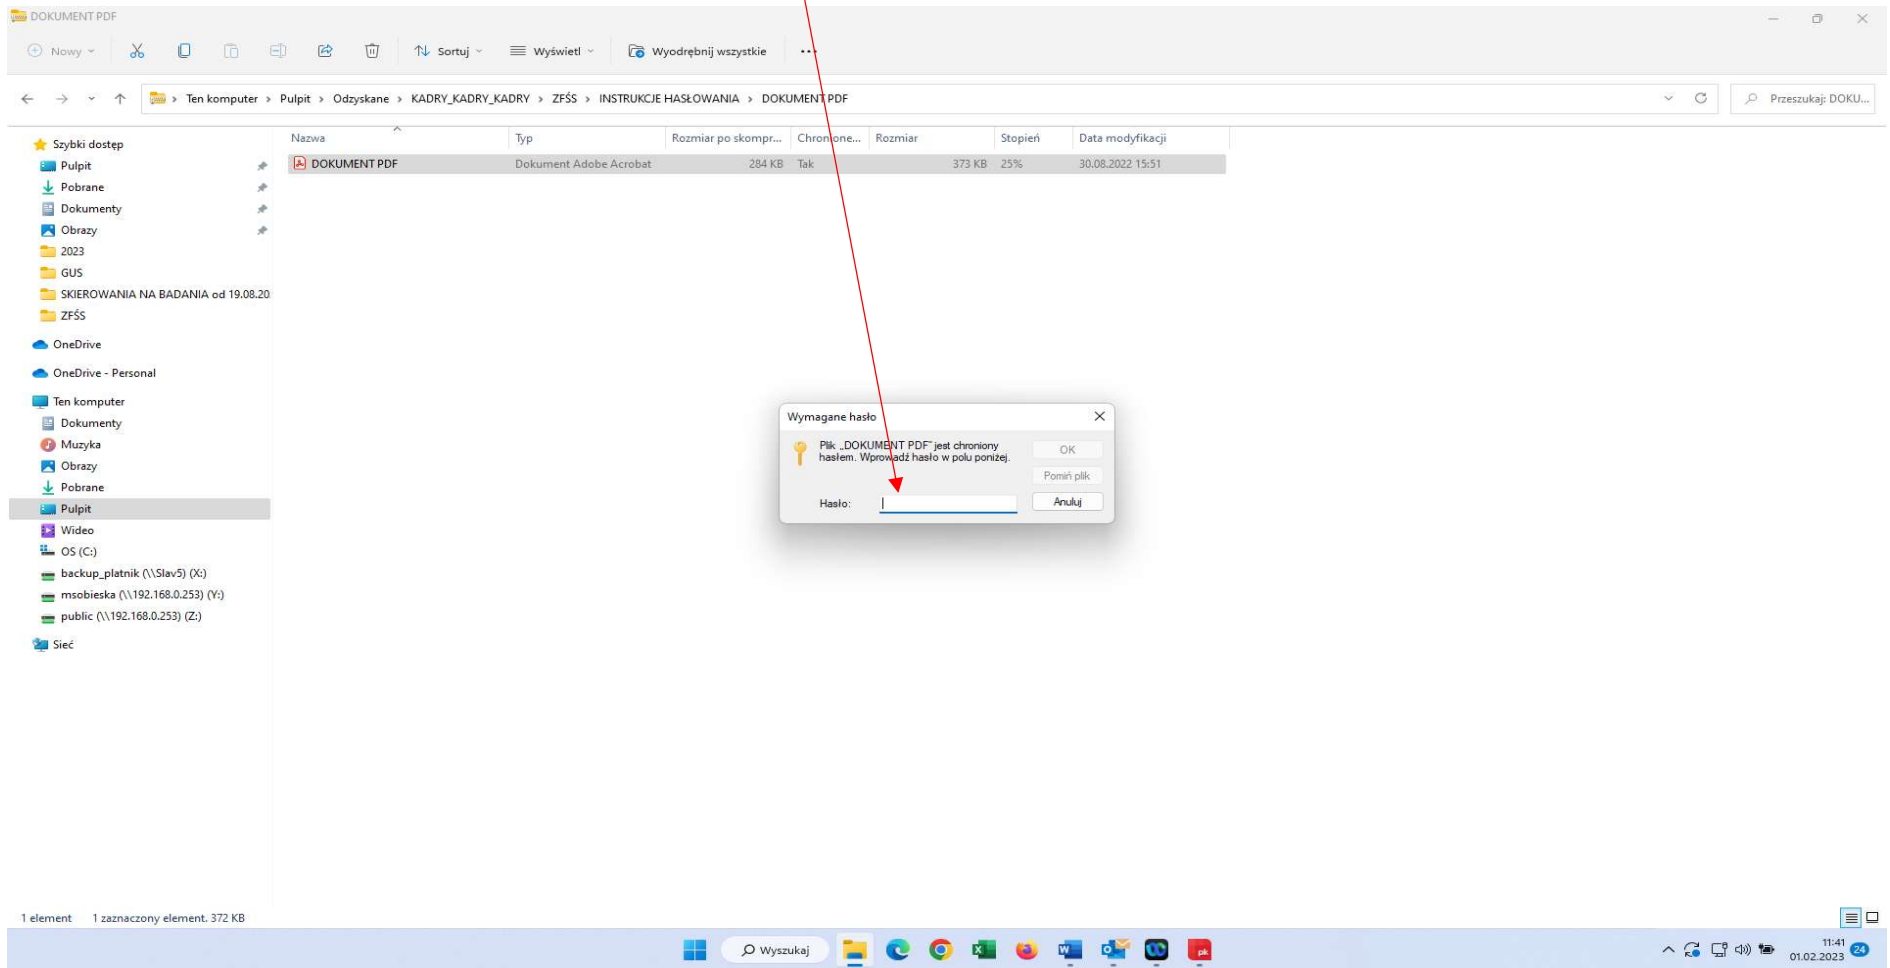 DOKUMENT PDF
Nowy
Sortuj
Wyświetl
Wyodrębnij wszystkie
Ten komputer > Pulpit > Odzyskane > KADRY_KADRY_KADRY > ZFŚS > INSTRUKCJE HASŁOWANIA > DOKUMENT PDF
Przeszukaj: DOKU...
Nazwa Typ Rozmiar po skompr... Chronione... Rozmiar Stopień Data modyfikacji
DOKUMENT PDF Dokument Adobe Acrobat 284 KB Tak 373 KB 25% 30.08.2022 15:51
Szybki dostęp
Pulpit
Pobrane
Dokumenty
Obrazy
2023
GUS
SKIEROWANIA NA BADANIA od 19.08.20
ZFŚS
OneDrive
OneDrive - Personal
Ten komputer
Dokumenty
Muzyka
Obrazy
Pobrane
Pulpit
Wideo
OS (C:)
backup_platnik (\\Slav5) (X:)
msobieska (\\192.168.0.253) (Y:)
public (\\192.168.0.253) (Z:)
Sieć
Wymagane hasło
Plik „DOKUMENT PDF” jest chroniony
hasłem. Wprowadź hasło w polu poniżej.
OK
Pomiń plik
Hasło:
Anuluj
1 element 1 zaznaczony element. 372 KB
Wyszukaj
pk
11:41
01.02.2023
24